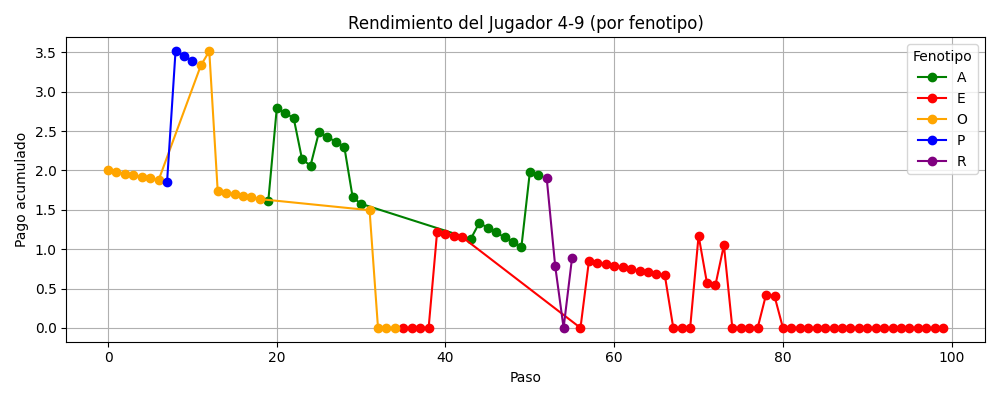 Rendimiento del Jugador 4-9 (por fenotipo)
Pago acumulado
3.5
3.0
2.5
2.0
1.5
1.0
0.5
0.0
0 20 40 60 80 100
Paso
Fenotipo
A
E
O
P
R